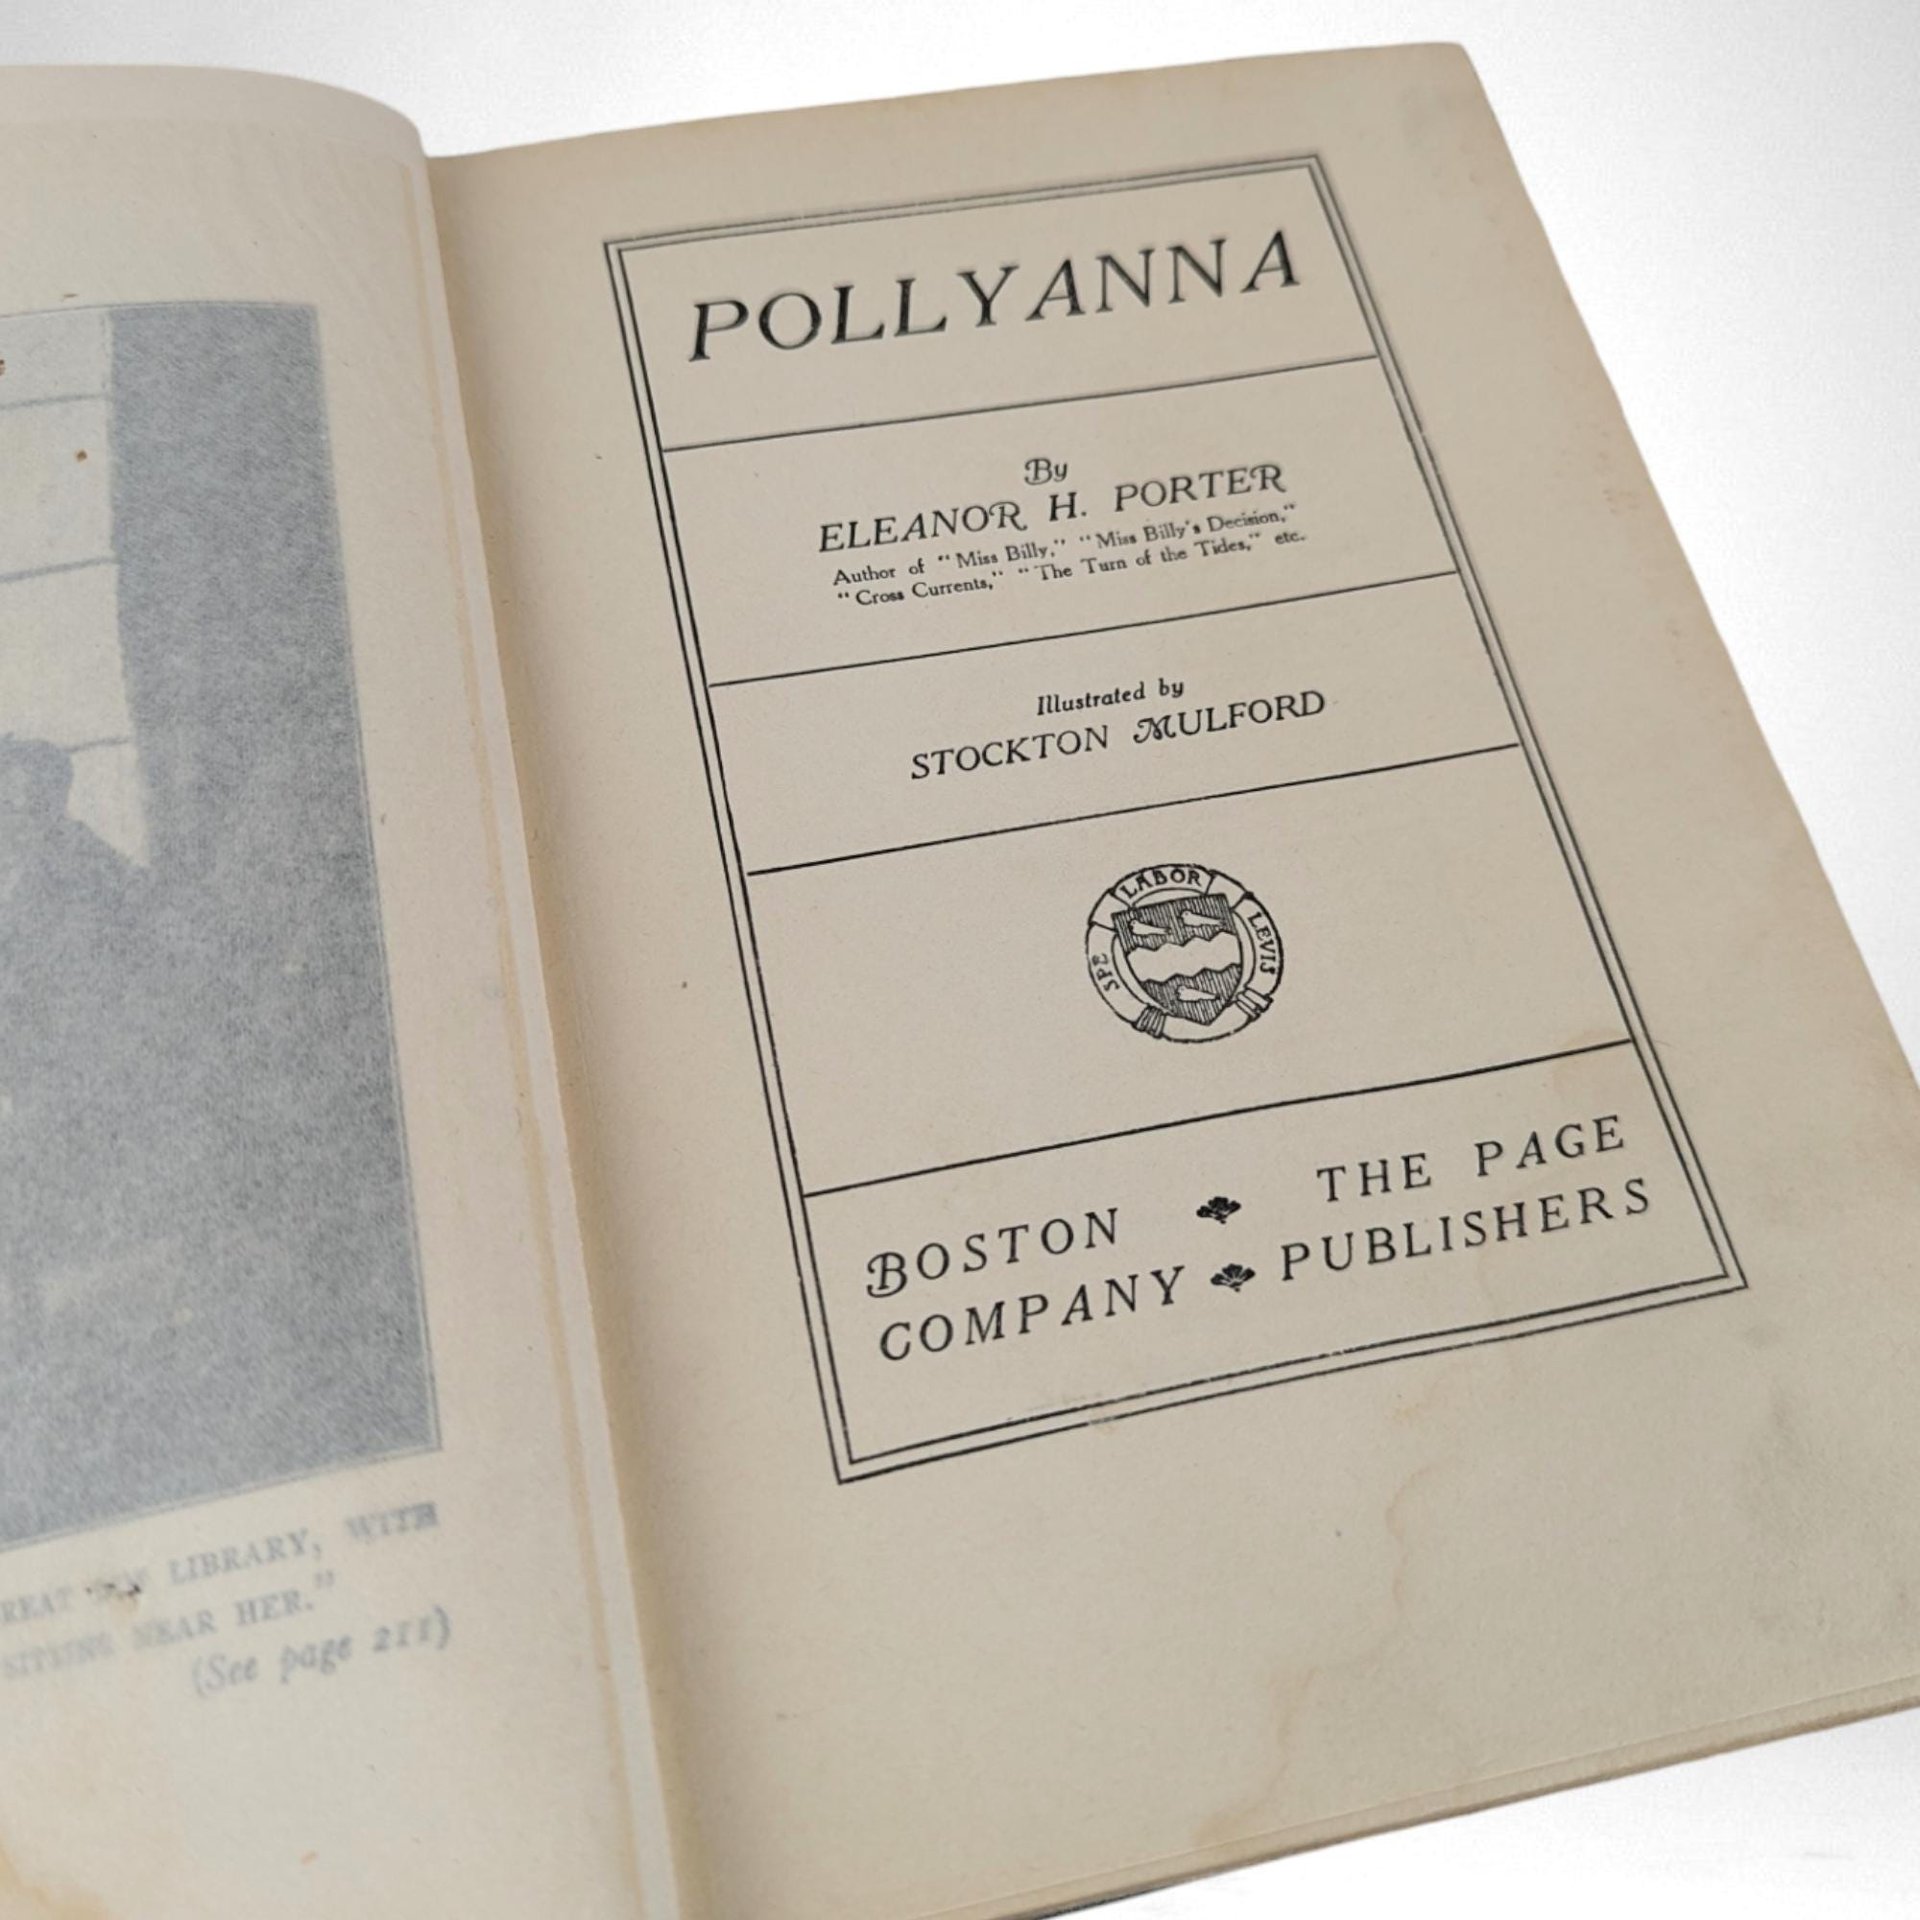 REAT LIBRARY, WITH
SITTING NEAR HER."
(See page 211)
POLLYANNA
By
ELEANOR H. PORTER
Author of "Miss Billy," "Miss Billy's Decision,"
"Cross Currents," "The Turn of the Tides," etc.
Illustrated by
STOCKTON MULFORD
SPE LABOR LEVIS
BOSTON THE PAGE
COMPANY PUBLISHERS